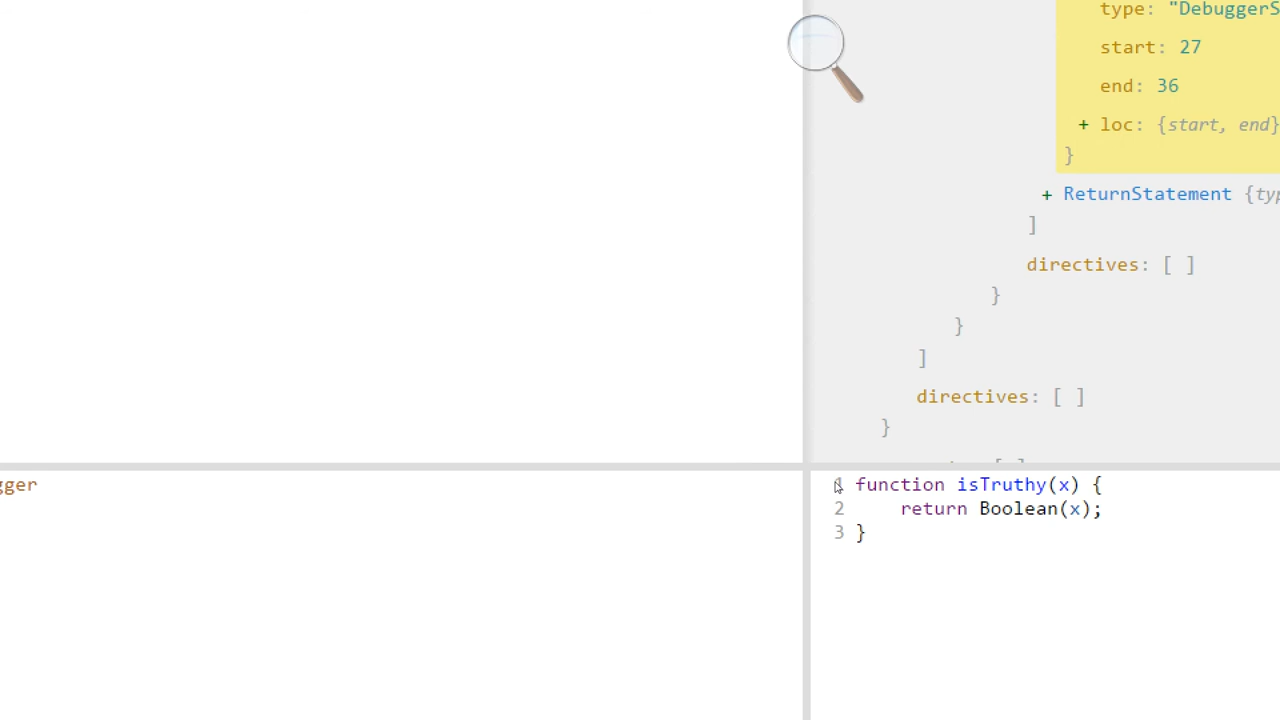 type: "DebuggerS
start: 27
end: 36
+ loc: {start, end}
}
+ ReturnStatement {typ
]
directives: [ ]
}
}
]
directives: [ ]
}
gger
1 function isTruthy(x) {
2 return Boolean(x);
3 }